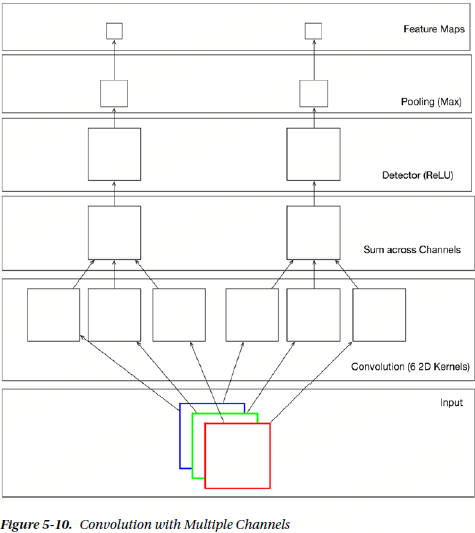 Feature Maps
Pooling (Max)
Detector (ReLU)
Sum across Channels
Convolution (6 2D Kernels)
Input
Figure 5-10. Convolution with Multiple Channels